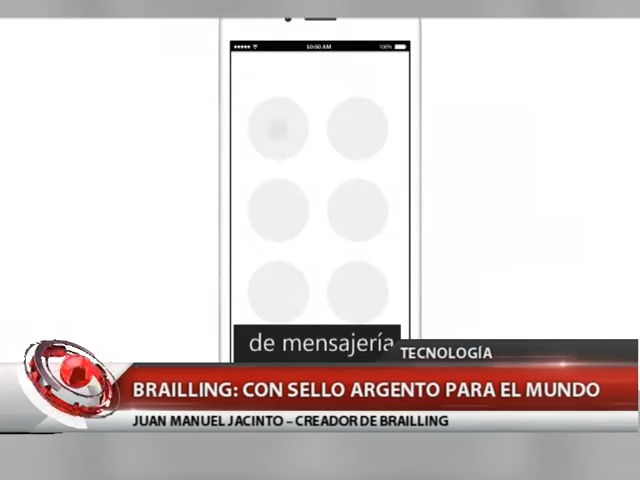 10:00 AM
100%
de mensajería
TECNOLOGÍA
BRAILLING: CON SELLO ARGENTO PARA EL MUNDO
JUAN MANUEL JACINTO – CREADOR DE BRAILLING